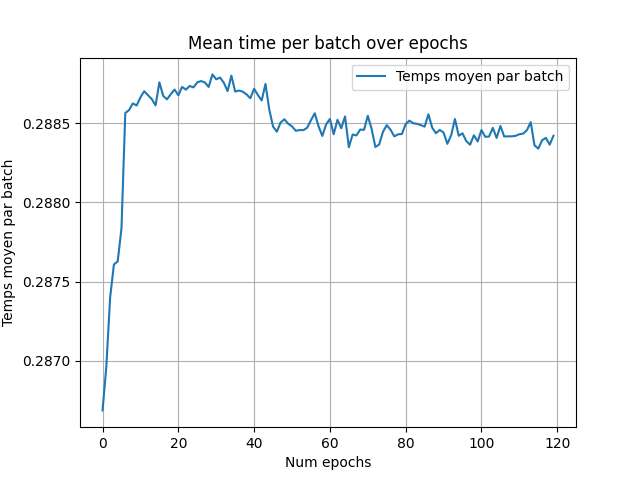 Mean time per batch over epochs
Temps moyen par batch
0.2885
0.2880
0.2875
0.2870
Temps moyen par batch
0 20 40 60 80 100 120
Num epochs